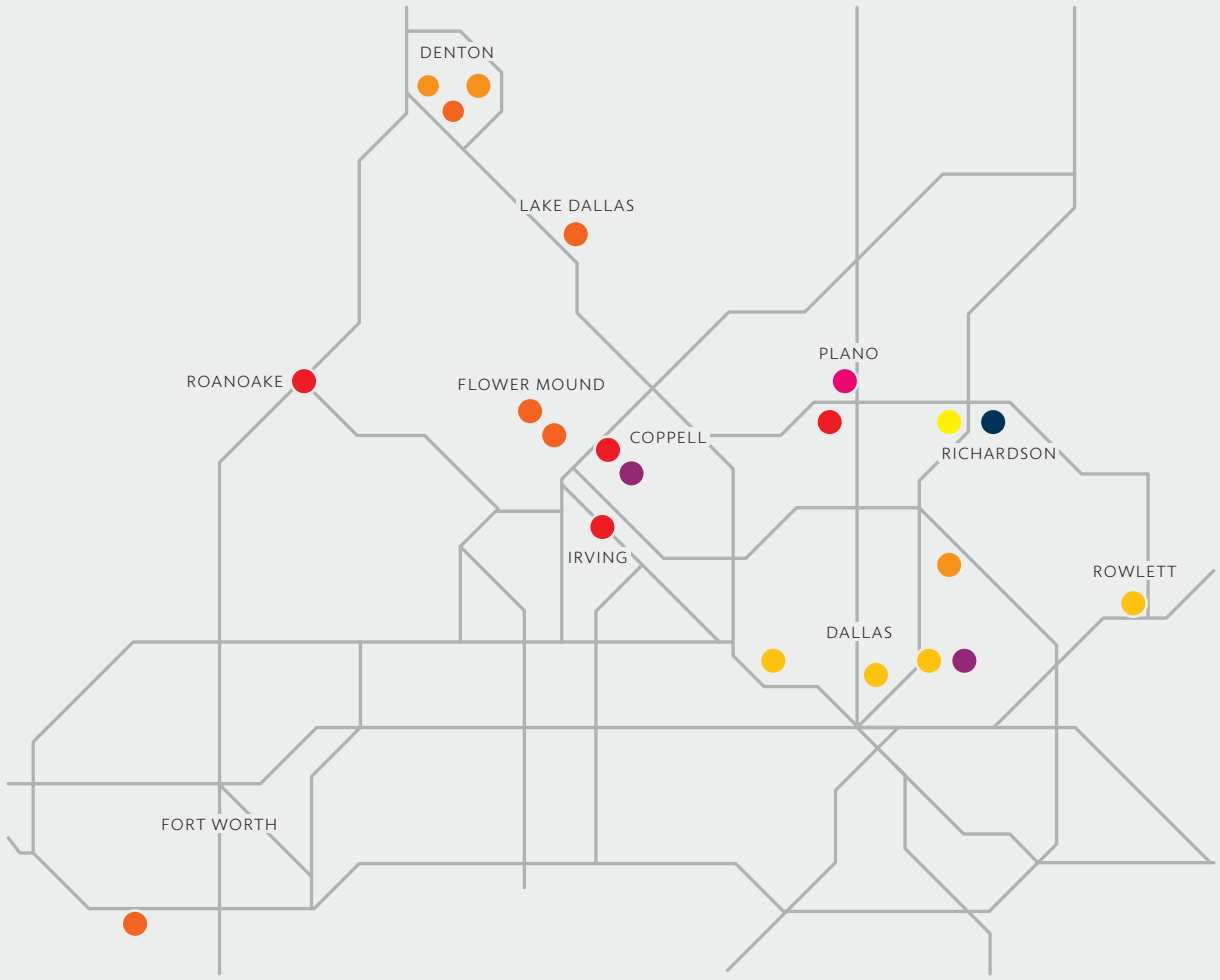 DENTON
LAKE DALLAS
PLANO
ROANOAKE
FLOWER MOUND
COPPELL
RICHARDSON
IRVING
ROWLETT
DALLAS
FORT WORTH